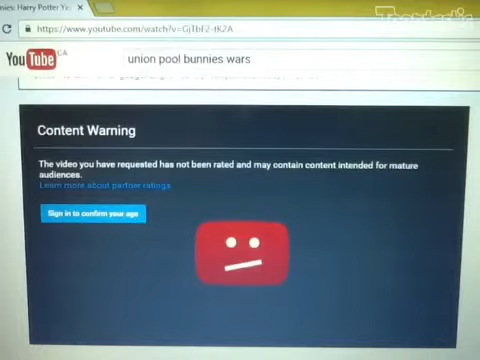 nies: Harry Potter
https://www.youtube.com/watch?v=GjTbF2-tK2A
You Tube CA
union pool bunnies wars
Content Warning
The video you have requested has not been rated and may contain content intended for mature
audiences.
Learn more about partner ratings
Sign in to confirm your age